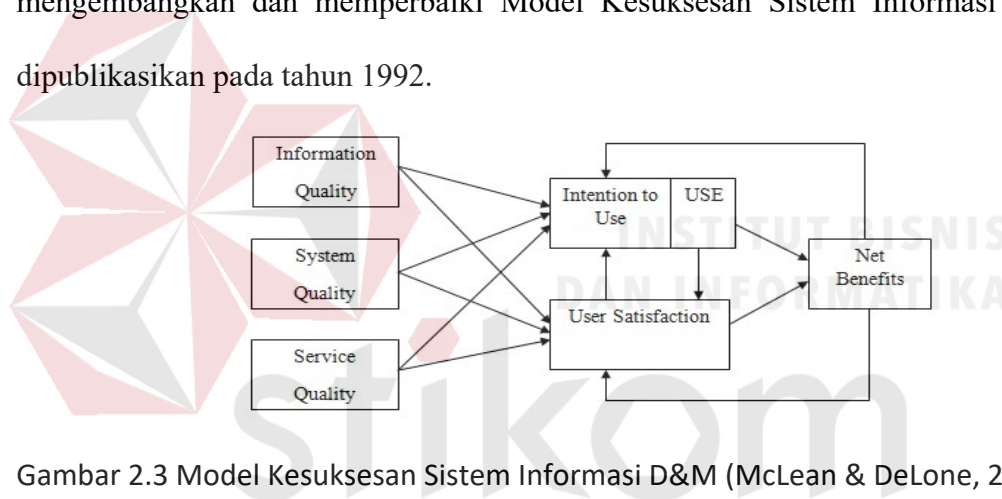 mengembangkan dan memperbaiki Model Kesuksesan Sistem Informasi
dipublikasikan pada tahun 1992.
Information
Quality
System
Quality
Service
Quality
Intention to
Use
USE
User Satisfaction
Net
Benefits
INSTITUT BISNIS
DAN INFORMATIKA
stikom
Gambar 2.3 Model Kesuksesan Sistem Informasi D&M (McLean & DeLone, 2